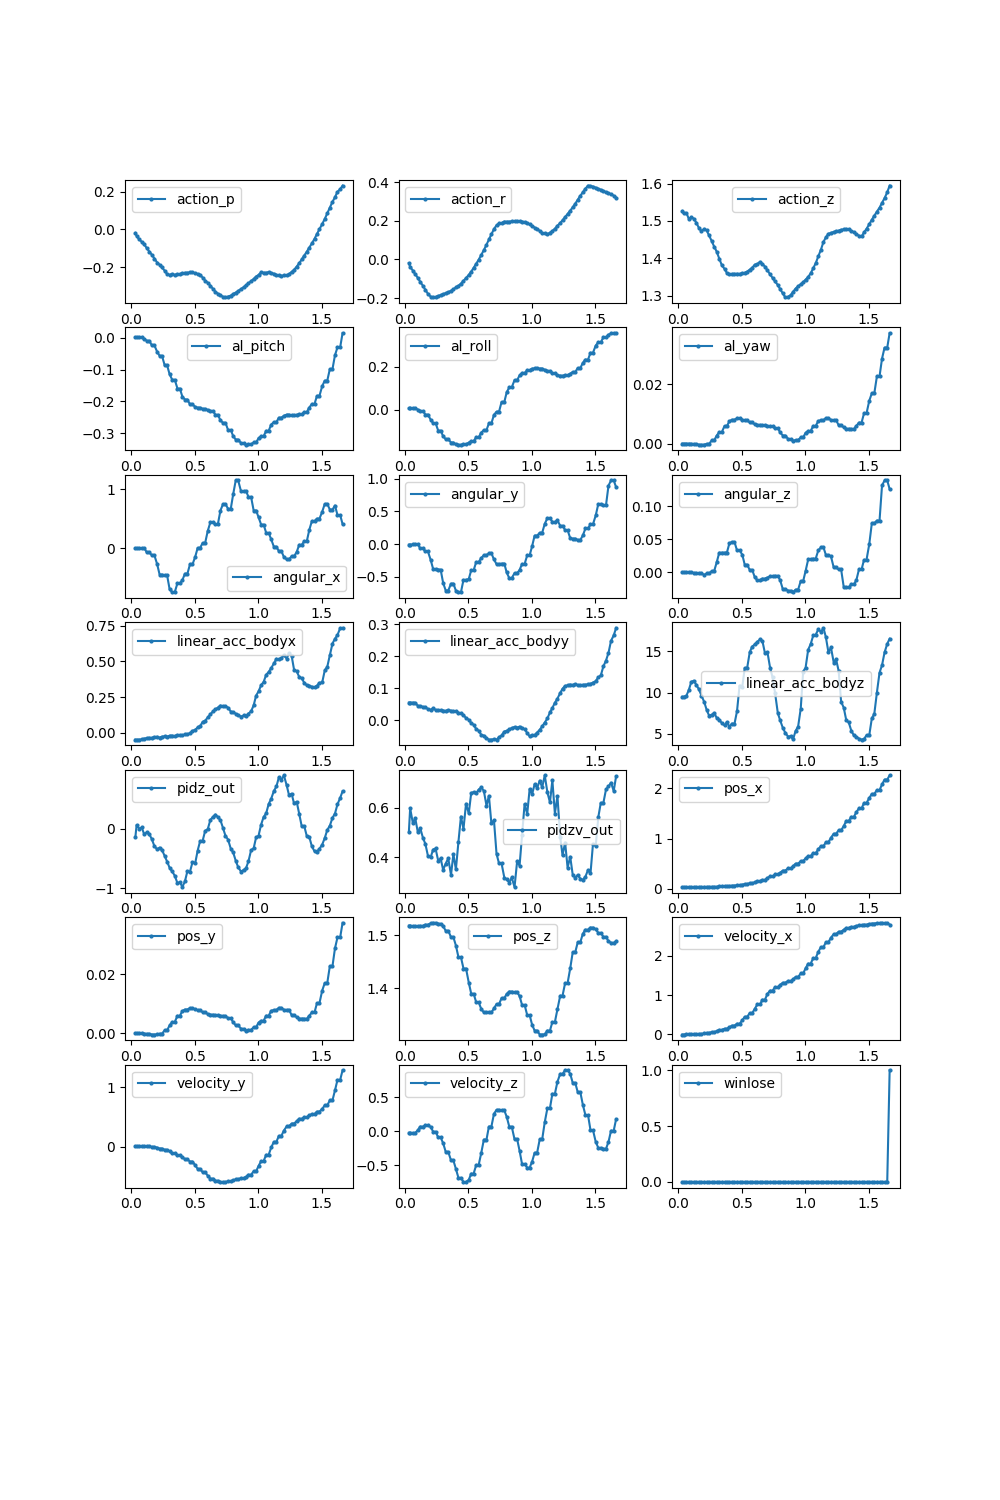 action_p
0.2
0.0
−0.2
0.0 0.5 1.0 1.5
action_r
0.4
0.2
0.0
−0.2
0.0 0.5 1.0 1.5
action_z
1.6
1.5
1.4
1.3
0.0 0.5 1.0 1.5
al_pitch
0.0
−0.1
−0.2
−0.3
0.0 0.5 1.0 1.5
al_roll
0.2
0.0
0.0 0.5 1.0 1.5
al_yaw
0.02
0.00
0.0 0.5 1.0 1.5
angular_x
1
0
0.0 0.5 1.0 1.5
angular_y
1.0
0.5
0.0
−0.5
0.0 0.5 1.0 1.5
angular_z
0.10
0.05
0.00
0.0 0.5 1.0 1.5
linear_acc_bodyx
0.75
0.50
0.25
0.00
0.0 0.5 1.0 1.5
linear_acc_bodyy
0.3
0.2
0.1
0.0
0.0 0.5 1.0 1.5
linear_acc_bodyz
15
10
5
0.0 0.5 1.0 1.5
pidz_out
0
−1
0.0 0.5 1.0 1.5
pidzv_out
0.6
0.4
0.0 0.5 1.0 1.5
pos_x
2
1
0
0.0 0.5 1.0 1.5
pos_y
0.02
0.00
0.0 0.5 1.0 1.5
pos_z
1.5
1.4
0.0 0.5 1.0 1.5
velocity_x
2
1
0
0.0 0.5 1.0 1.5
velocity_y
1
0
0.0 0.5 1.0 1.5
velocity_z
0.5
0.0
−0.5
0.0 0.5 1.0 1.5
winlose
1.0
0.5
0.0
0.0 0.5 1.0 1.5